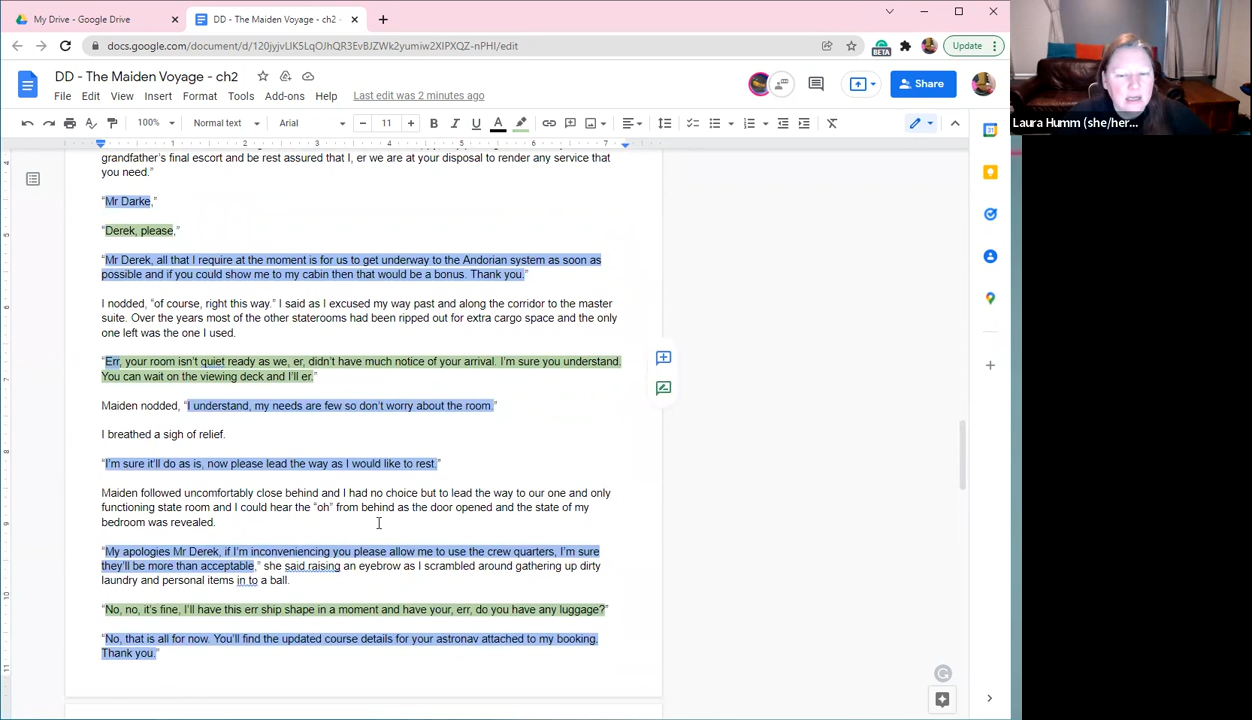 My Drive - Google Drive
DD - The Maiden Voyage - ch2 -
docs.google.com/document/d/120jyjvLlK5LqOJhQR3EvBJZWk2yumiw2XIPXQZ-nPHI/edit
BETA
Update
DD - The Maiden Voyage - ch2
File Edit View Insert Format Tools Add-ons Help Last edit was 2 minutes ago
Share
100% Normal text Arial 11
Laura Humm (she/her...
1 2 3 4 5 6 7
grandfather's final escort and be rest assured that I, er we are at your disposal to render any service that
you need."
"Mr Darke,"
"Derek, please,"
"Mr Derek, all that I require at the moment is for us to get underway to the Andorian system as soon as
possible and if you could show me to my cabin then that would be a bonus. Thank you."
I nodded, "of course, right this way." I said as I excused my way past and along the corridor to the master
suite. Over the years most of the other staterooms had been ripped out for extra cargo space and the only
one left was the one I used.
"Err, your room isn't quiet ready as we, er, didn't have much notice of your arrival. I'm sure you understand.
You can wait on the viewing deck and I'll er."
Maiden nodded, "I understand, my needs are few so don't worry about the room."
I breathed a sigh of relief.
"I'm sure it'll do as is, now please lead the way as I would like to rest."
Maiden followed uncomfortably close behind and I had no choice but to lead the way to our one and only
functioning state room and I could hear the "oh" from behind as the door opened and the state of my
bedroom was revealed.
"My apologies Mr Derek, if I'm inconveniencing you please allow me to use the crew quarters, I'm sure
they'll be more than acceptable," she said raising an eyebrow as I scrambled around gathering up dirty
laundry and personal items in to a ball.
"No, no, it's fine, I'll have this err ship shape in a moment and have your, err, do you have any luggage?"
"No, that is all for now. You'll find the updated course details for your astronav attached to my booking.
Thank you."